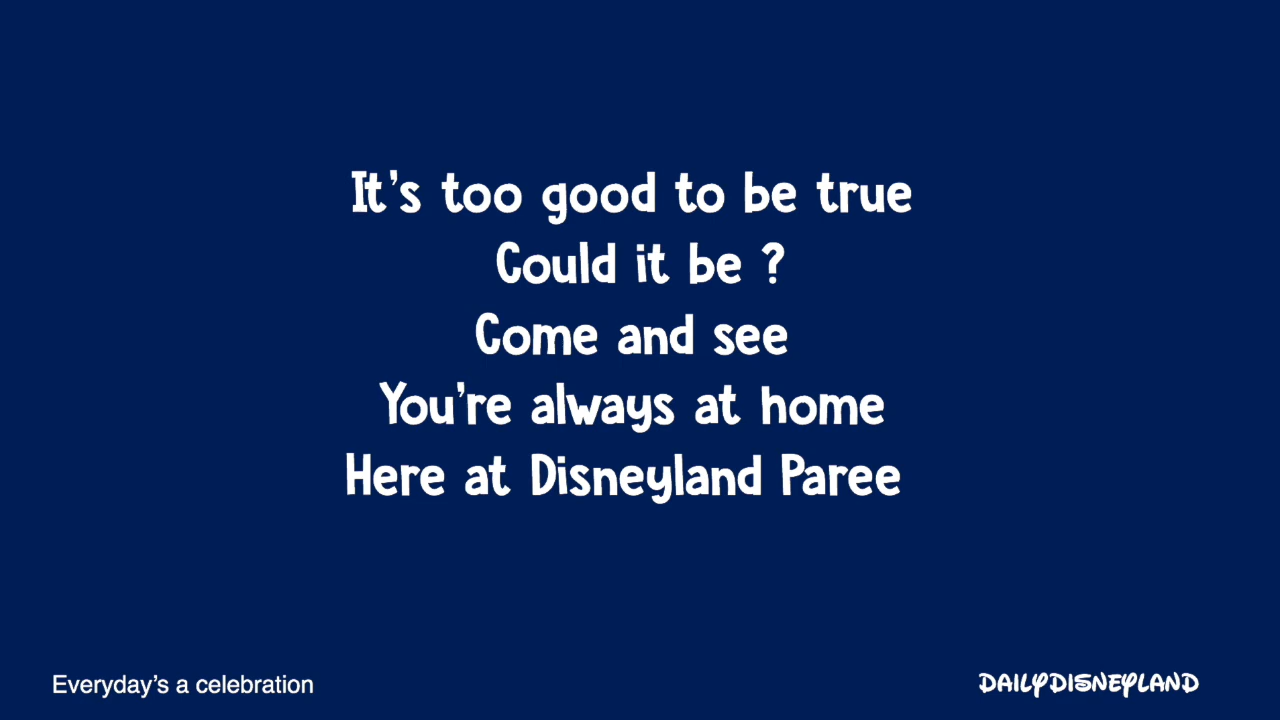 It's too good to be true
Could it be ?
Come and see
You're always at home
Here at Disneyland Paree
Everyday's a celebration
DAILYDISNEYLAND